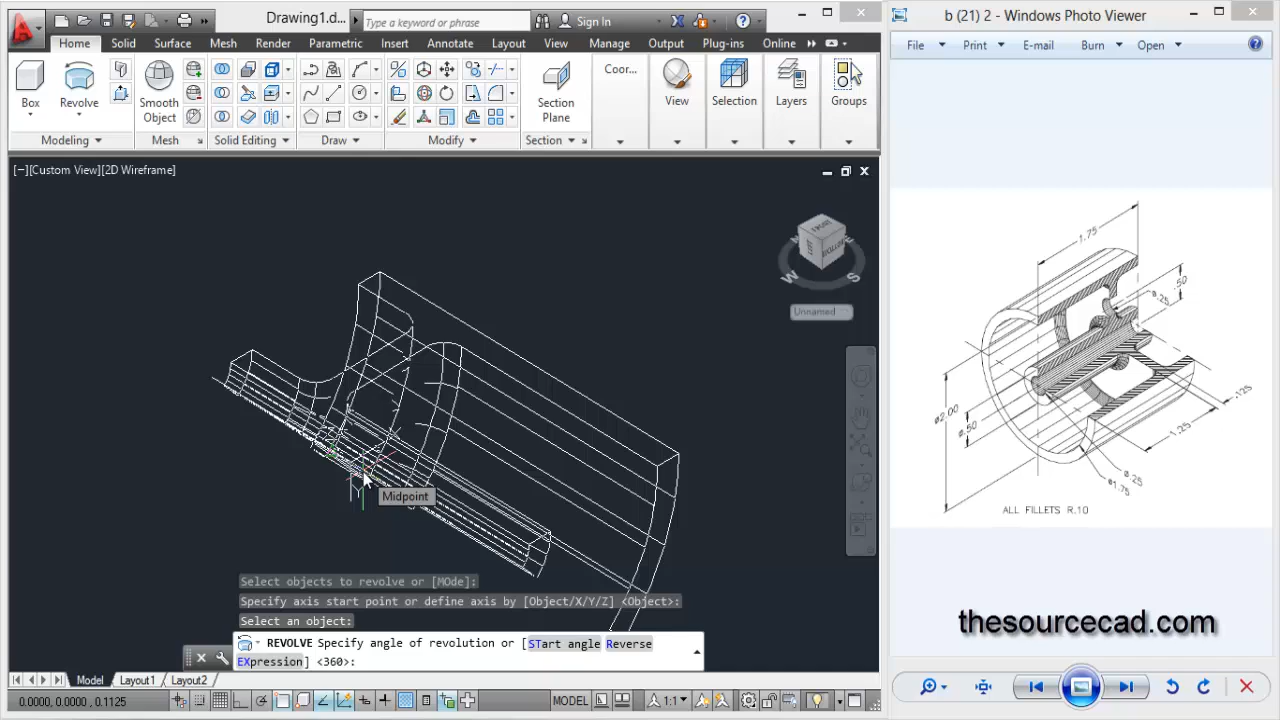 Drawing1.d...
Type a keyword or phrase
Sign In
Home Solid Surface Mesh Render Parametric Insert Annotate Layout View Manage Output Plug-ins Online
Box
Revolve
Smooth
Object
Section
Plane
Coor...
View
Selection
Layers
Groups
Modeling
Mesh
Solid Editing
Draw
Modify
Section
[−][Custom View][2D Wireframe]
FRONT
W
S
Unnamed
Midpoint
Select objects to revolve or [MOde]:
Specify axis start point or define axis by [Object/X/Y/Z] <Object>:
Select an object:
REVOLVE Specify angle of revolution or [STart angle Reverse
EXpression] <360>:
Model Layout1 Layout2
0.0000, 0.0000 , 0.1125
MODEL
1:1
b (21) 2 - Windows Photo Viewer
File Print E-mail Burn Open
1.75
.50
ø.25
ø2.00
ø.50
.125
1.25
ø.25
ø1.75
ALL FILLETS R.10
thesourcecad.com